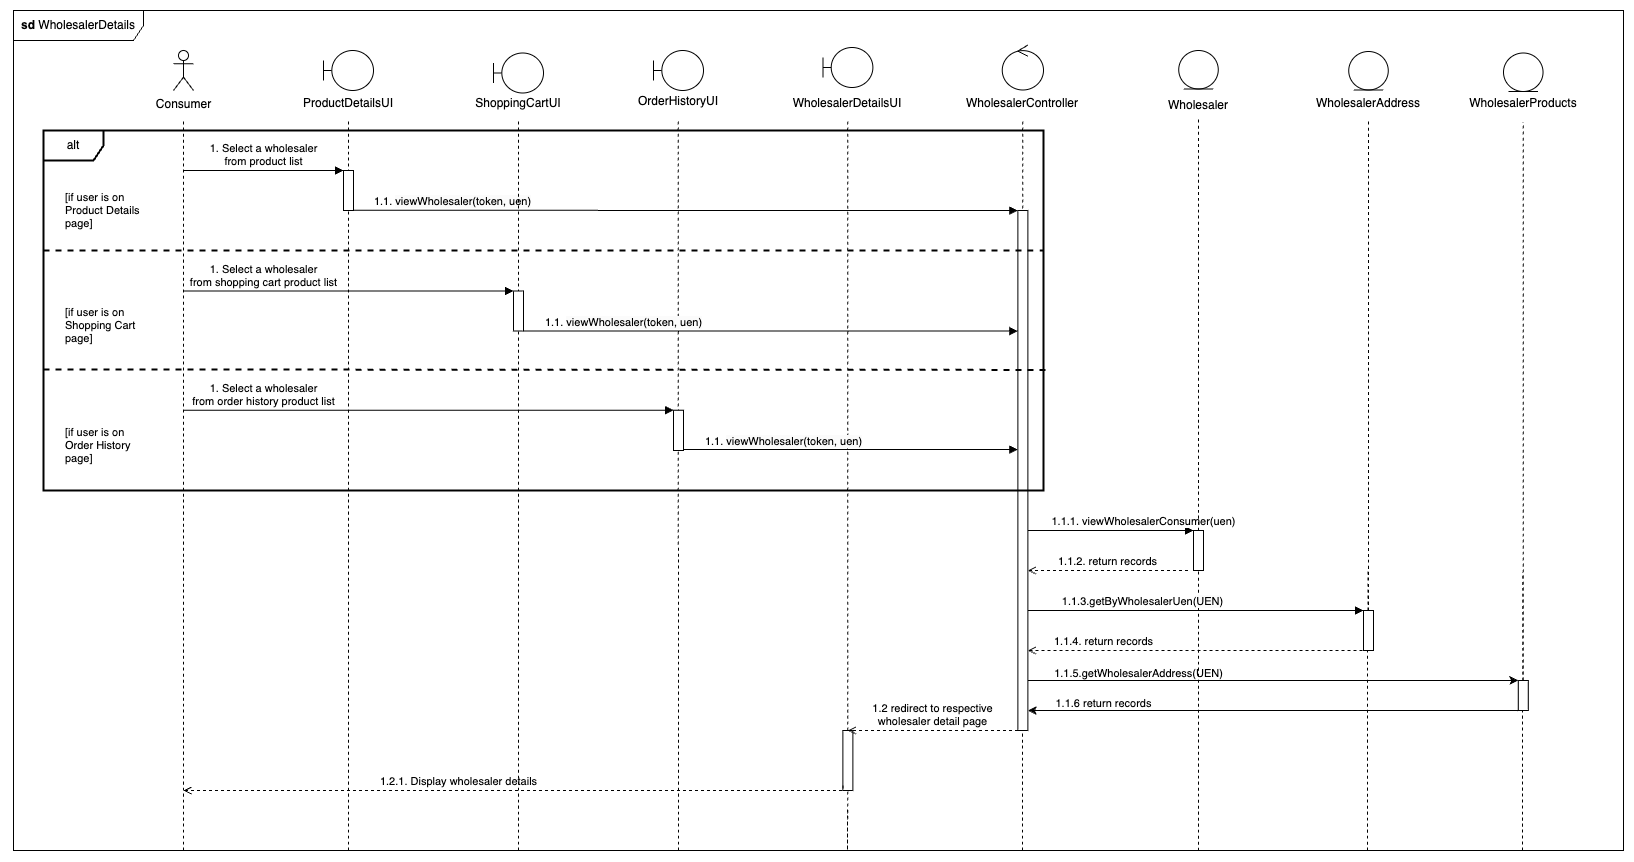 sd WholesalerDetails
Consumer
ProductDetailsUI
ShoppingCartUI
OrderHistoryUI
WholesalerDetailsUI
WholesalerController
Wholesaler
WholesalerAddress
WholesalerProducts
alt
1. Select a wholesaler
from product list
[if user is on
Product Details
page]
1.1. viewWholesaler(token, uen)
1. Select a wholesaler
from shopping cart product list
[if user is on
Shopping Cart
page]
1.1. viewWholesaler(token, uen)
1. Select a wholesaler
from order history product list
[if user is on
Order History
page]
1.1. viewWholesaler(token, uen)
1.1.1. viewWholesalerConsumer(uen)
1.1.2. return records
1.1.3.getByWholesalerUen(UEN)
1.1.4. return records
1.1.5.getWholesalerAddress(UEN)
1.1.6 return records
1.2 redirect to respective
wholesaler detail page
1.2.1. Display wholesaler details